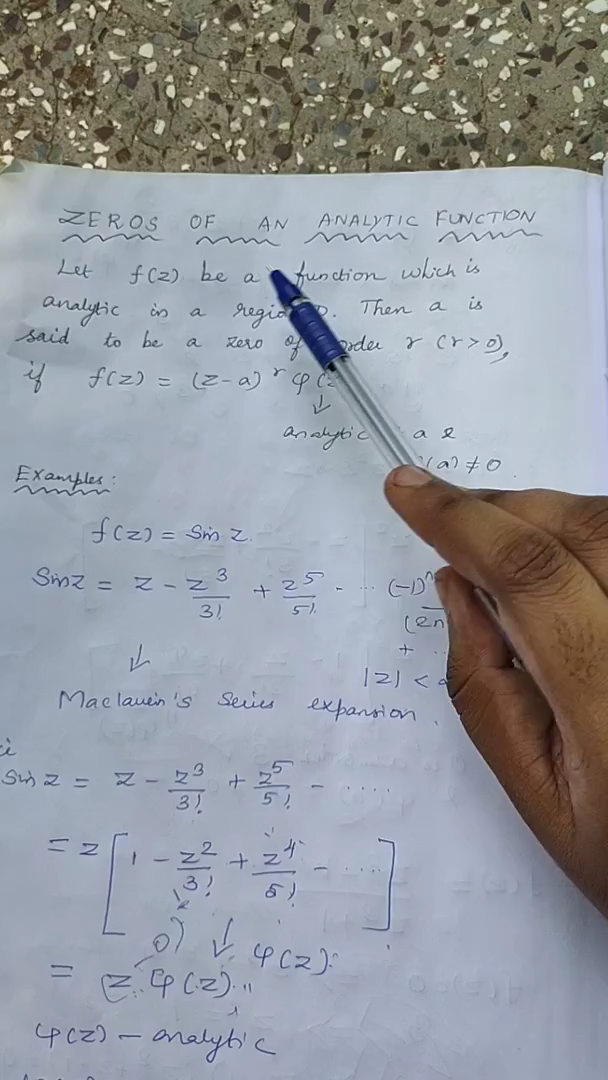 ZEROS OF AN ANALYTIC FUNCTION
Let f(z) be a function which is
analytic in a region. Then a is
said to be a zero of order r (r>0),
if f(z) = (z-a)^r φ(z
↓
analytic a &
(a) ≠ 0
Examples:
f(z) = Sin z.
Sinz = z - z^3/3! + z^5/5! - ... (-1)^n
(2n
+ ..
|z| <
↓
Maclauein's Series expansion.
Sin z = z - z^3/3! + z^5/5! - ....
= z [ 1 - z^2/3! + z^4/5! - .... ]
0) ↓ φ(z).
= (z φ(z)..
φ(z) - analytic